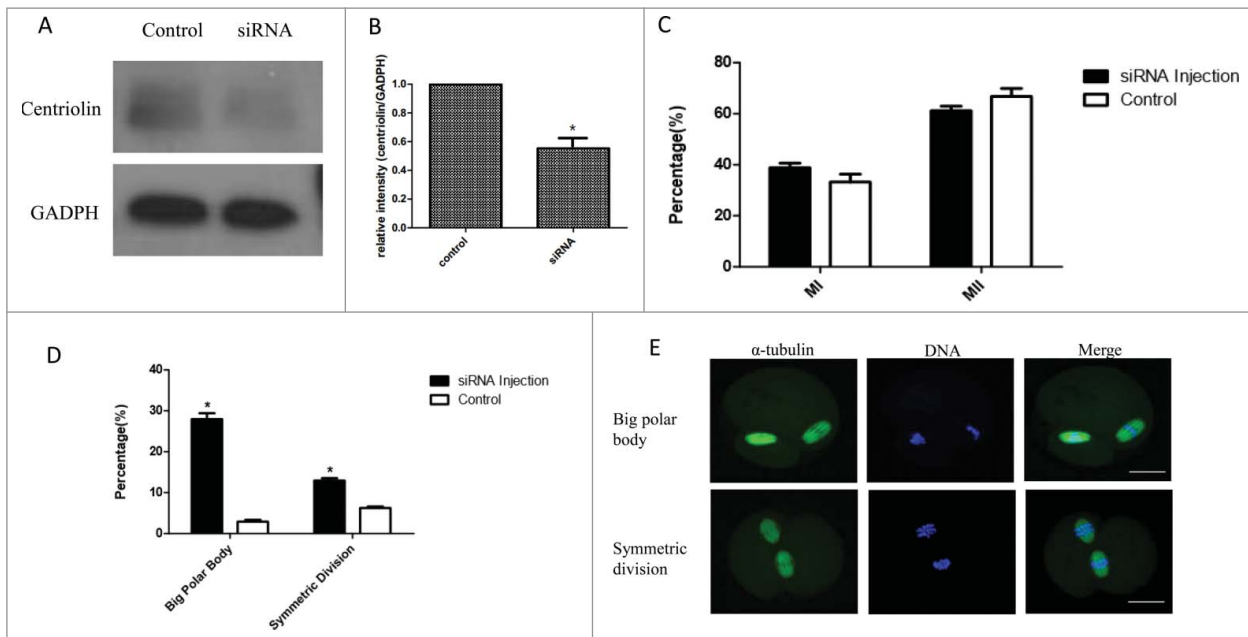 A
Control siRNA
Centriolin
GADPH
B
relative intensity (centriolin/GADPH)
1.0
0.8
0.6
0.4
0.2
0.0
*
control
siRNA
C
Percentage(%)
80
60
40
20
0
MI
MII
siRNA Injection
Control
D
Percentage(%)
40
30
20
10
0
*
*
Big Polar Body
Symmetric Division
siRNA Injection
Control
E
α-tubulin DNA Merge
Big polar
body
Symmetric
division